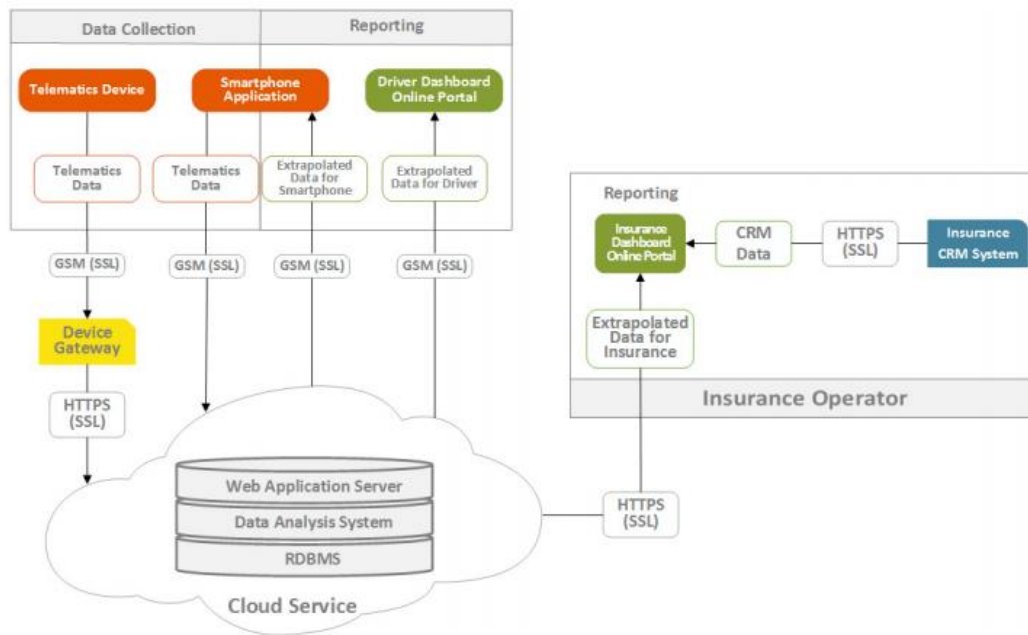 Data Collection
Reporting
Telematics Device
Smartphone
Application
Driver Dashboard
Online Portal
Telematics
Data
Telematics
Data
Extrapolated
Data for
Smartphone
Extrapolated
Data for Driver
GSM (SSL)
GSM (SSL)
GSM (SSL)
GSM (SSL)
Device
Gateway
HTTPS
(SSL)
Web Application Server
Data Analysis System
RDBMS
Cloud Service
HTTPS
(SSL)
Reporting
Insurance
Dashboard
Online Portal
CRM
Data
HTTPS
(SSL)
Insurance
CRM System
Extrapolated
Data for
Insurance
Insurance Operator